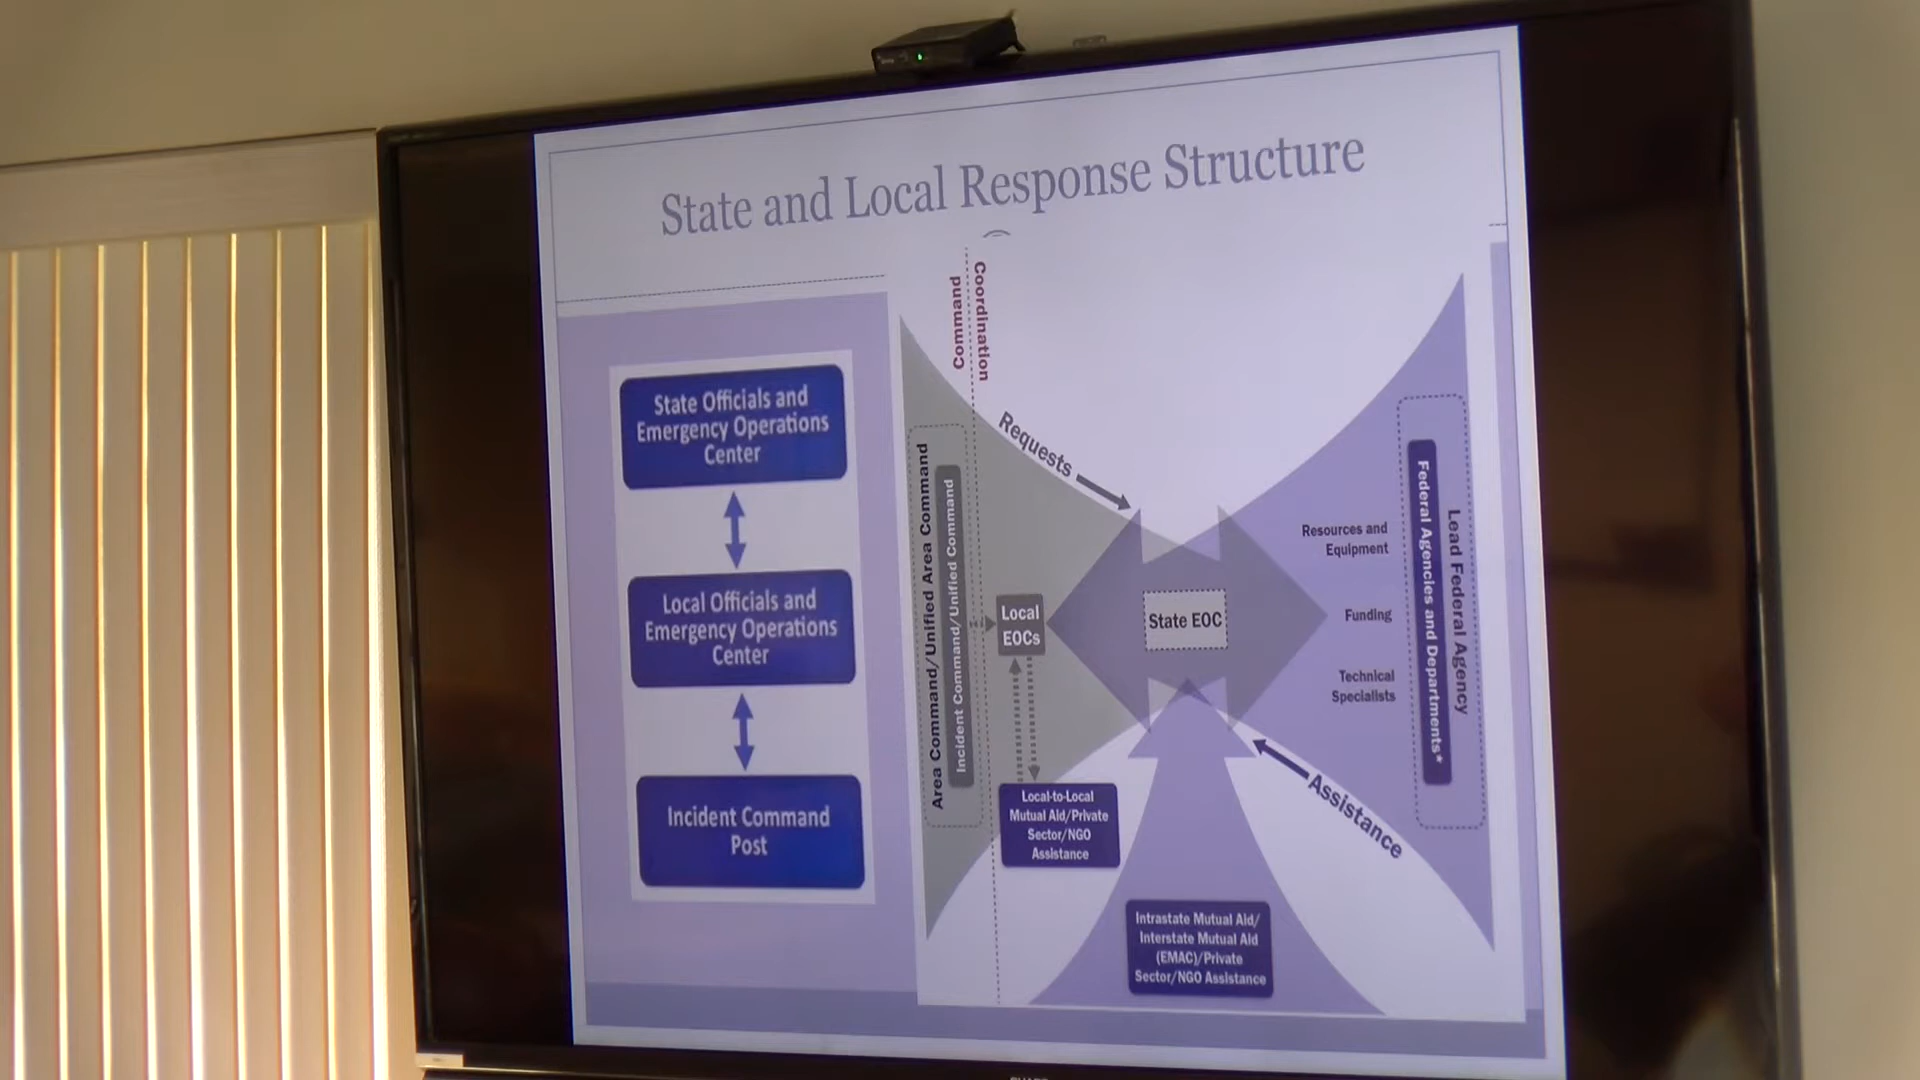 State and Local Response Structure
State Officials and
Emergency Operations
Center
Local Officials and
Emergency Operations
Center
Incident Command
Post
Command
Coordination
Requests
Area Command/Unified Area Command
Incident Command/Unified Command
Local
EOCs
State EOC
Resources and
Equipment
Funding
Technical
Specialists
Federal Agencies and Departments*
Lead Federal Agency
Assistance
Local-to-Local
Mutual Aid/Private
Sector/NGO
Assistance
Intrastate Mutual Aid/
Interstate Mutual Aid
(EMAC)/Private
Sector/NGO Assistance